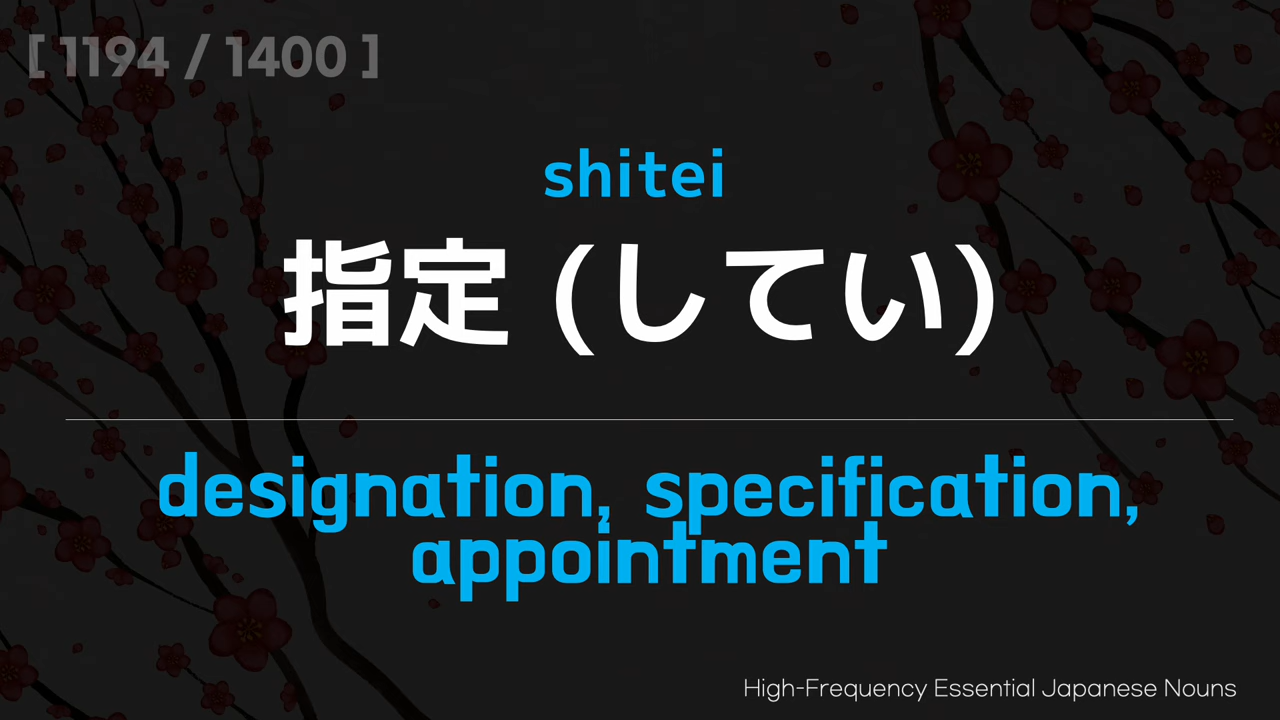 [ 1194 / 1400 ]
shitei
指定 (してい)
designation, specification,
appointment
High-Frequency Essential Japanese Nouns